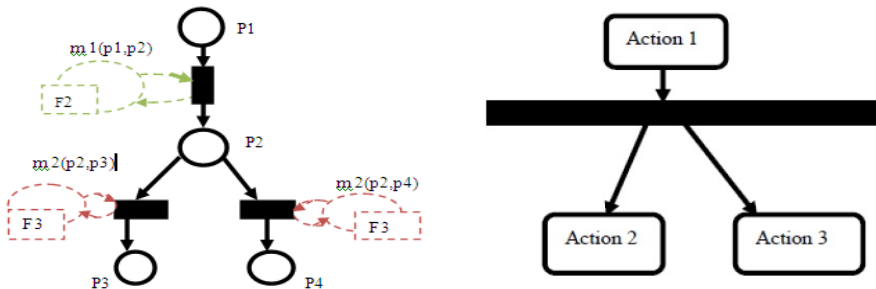 P1
m1(p1,p2)
F2
P2
m2(p2,p3)
m2(p2,p4)
F3
F3
P3
P4
Action 1
Action 2
Action 3